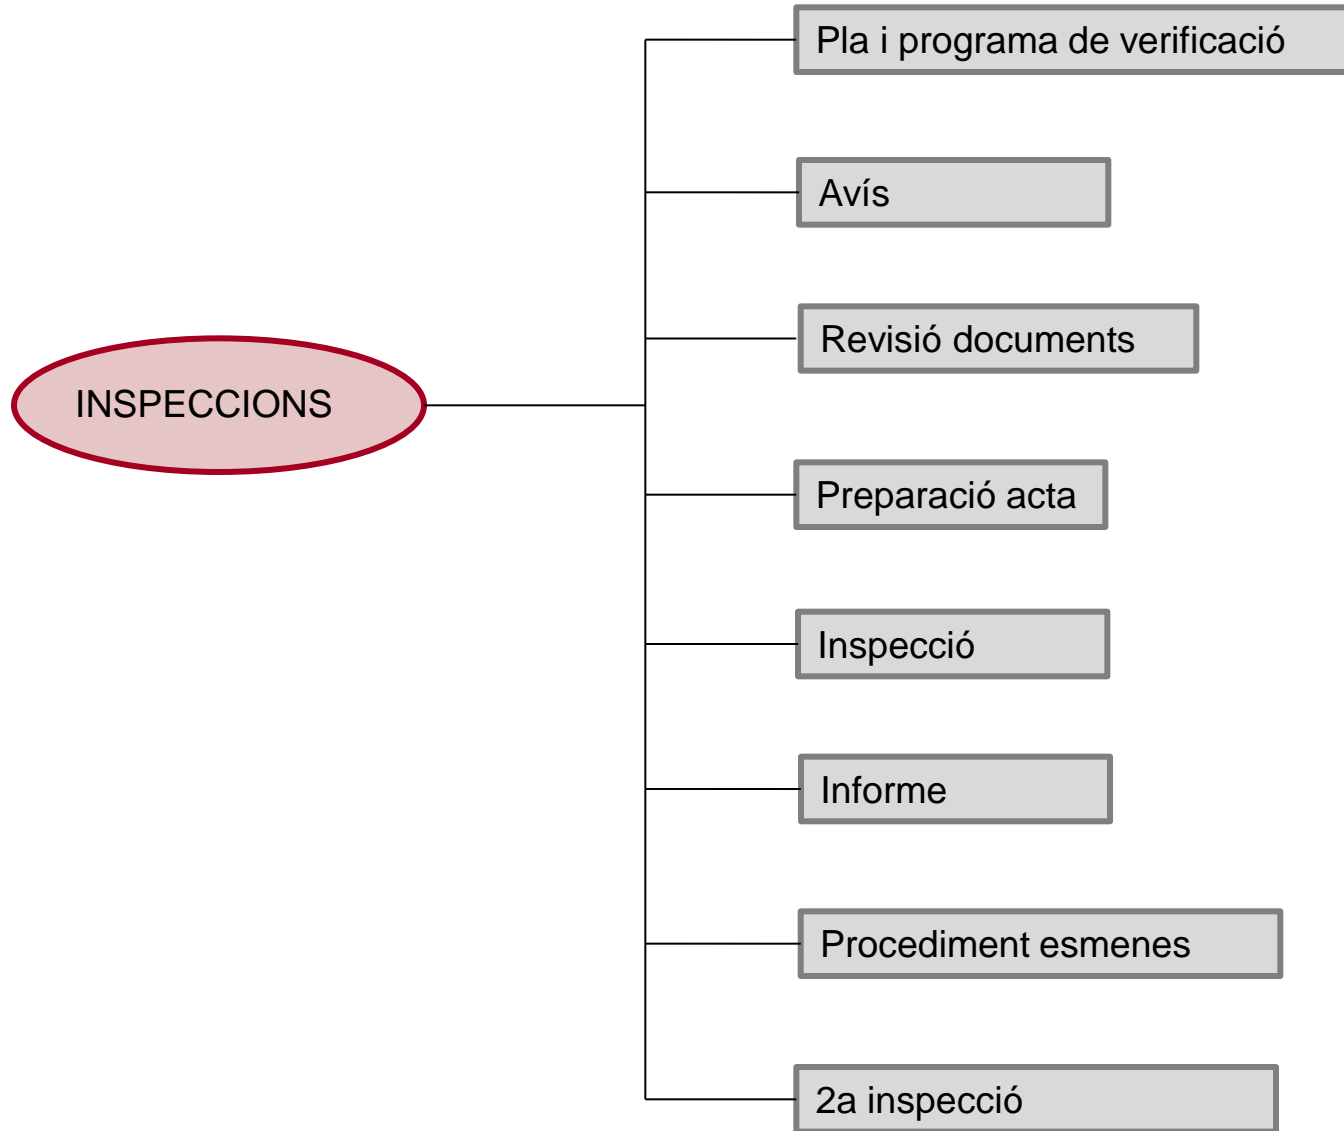 Pla i programa de verificació
Avís
Revisió documents
INSPECCIONS
Preparació acta
Inspecció
Informe
Procediment esmenes
2a inspecció